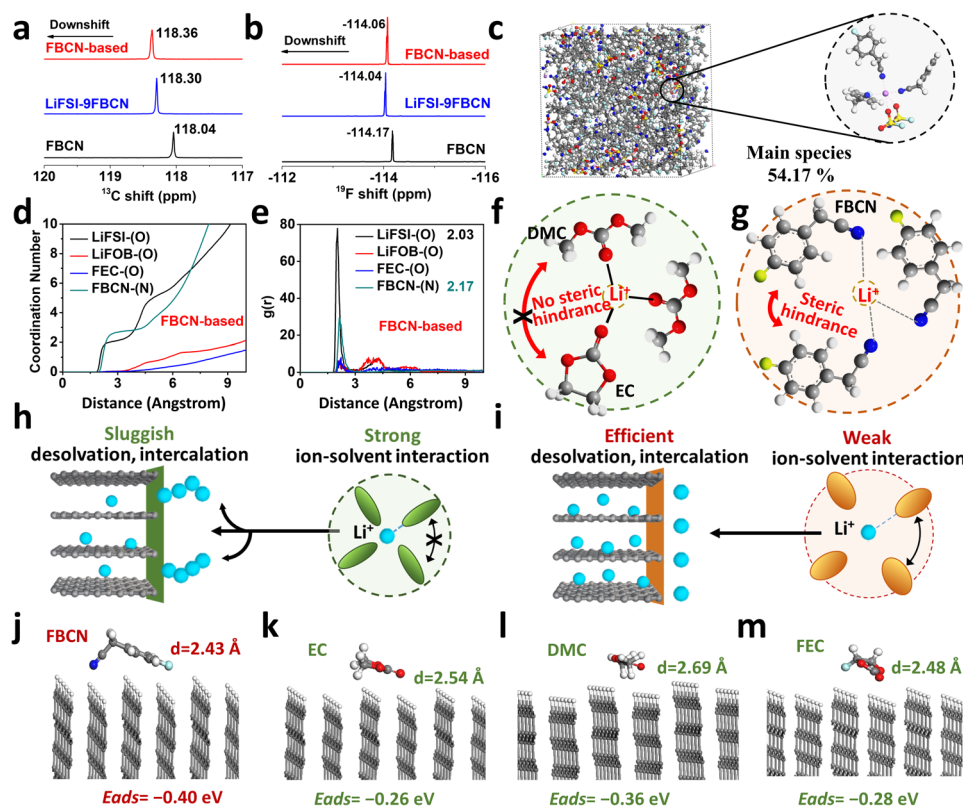 a
Downshift
FBCN-based
118.36
LiFSI-9FBCN
118.30
FBCN
118.04
120 119 118 117
¹³C shift (ppm)
b
-114.06
Downshift
FBCN-based
-114.04
LiFSI-9FBCN
FBCN
-114.17
-112 -114 -116
¹⁹F shift (ppm)
c
Main species
54.17 %
d
Coordination Number
10
8
6
4
2
0
LiFSI-(O)
LiFOB-(O)
FEC-(O)
FBCN-(N)
FBCN-based
3 6 9
Distance (Angstrom)
e
g(r)
80
60
40
20
0
LiFSI-(O) 2.03
LiFOB-(O)
FEC-(O)
FBCN-(N) 2.17
FBCN-based
0 2 4 6 8 10
Distance (Angstrom)
f
DMC
Li⁺
No steric
hindrance
X
EC
g
FBCN
Li⁺
Steric
hindrance
h
Sluggish
desolvation, intercalation
Strong
ion-solvent interaction
Li⁺
X
i
Efficient
desolvation, intercalation
Weak
ion-solvent interaction
Li⁺
j
FBCN
d=2.43 Å
Eads= −0.40 eV
k
EC
d=2.54 Å
Eads= −0.26 eV
l
DMC
d=2.69 Å
Eads= −0.36 eV
m
FEC
d=2.48 Å
Eads= −0.28 eV